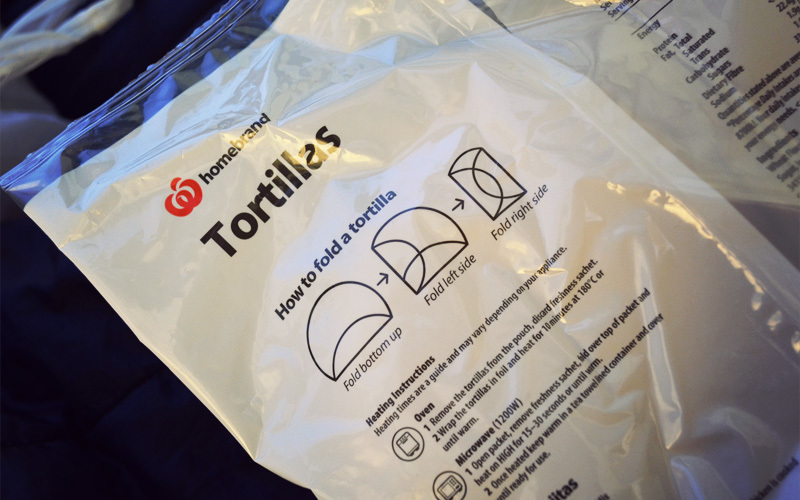 homebrand
Tortillas
How to fold a tortilla
Fold bottom up
Fold left side
Fold right side
Heating Instructions
Heating times are a guide and may vary depending on your appliance.
Oven
1 Remove the tortillas from the pouch, discard freshness sachet.
2 Wrap the tortillas in foil and heat for 10 minutes at 180°C or
until warm.
Microwave (1200W)
1 Open packet, remove freshness sachet, lid over top of packet and
heat on HIGH for 15-30 seconds or until warm.
2 Once heated keep warm in a tea towel lined container and cover
until ready for use.
Energy
Protein
Fat, Total
Saturated
Trans
Carbohydrate
Sugars
Dietary Fibre
Ingredients